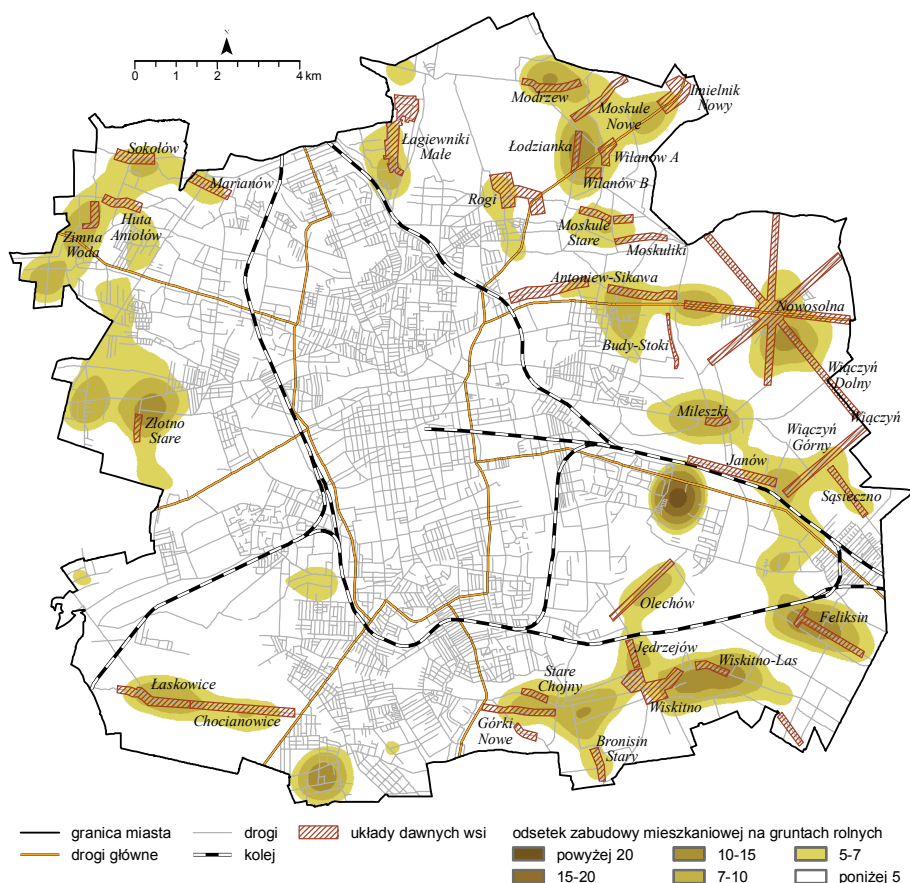 N
0 1 2 4 km
Modrzew
Imielnik
Nowy
Moskule
Nowe
Łagiewniki
Małe
Łodzianka
Wilanów A
Wilanów B
Sokołów
Marianów
Rogi
Huta
Aniołów
Zimna
Woda
Moskule
Stare
Moskuliki
Antoniew-Sikawa
Nowosolna
Budy-Stoki
Wiączyń
Dolny
Wiączyń
Mileszki
Wiączyń
Górny
Złotno
Stare
Janów
Sąsieczno
Olechów
Feliksin
Jędrzejów
Wiskitno-Las
Stare
Chojny
Łaskowice
Chocianowice
Wiskitno
Górki
Nowe
Bronisin
Stary
granica miasta
drogi
układy dawnych wsi
odsetek zabudowy mieszkaniowej na gruntach rolnych
drogi główne
kolej
powyżej 20
10-15
5-7
15-20
7-10
poniżej 5